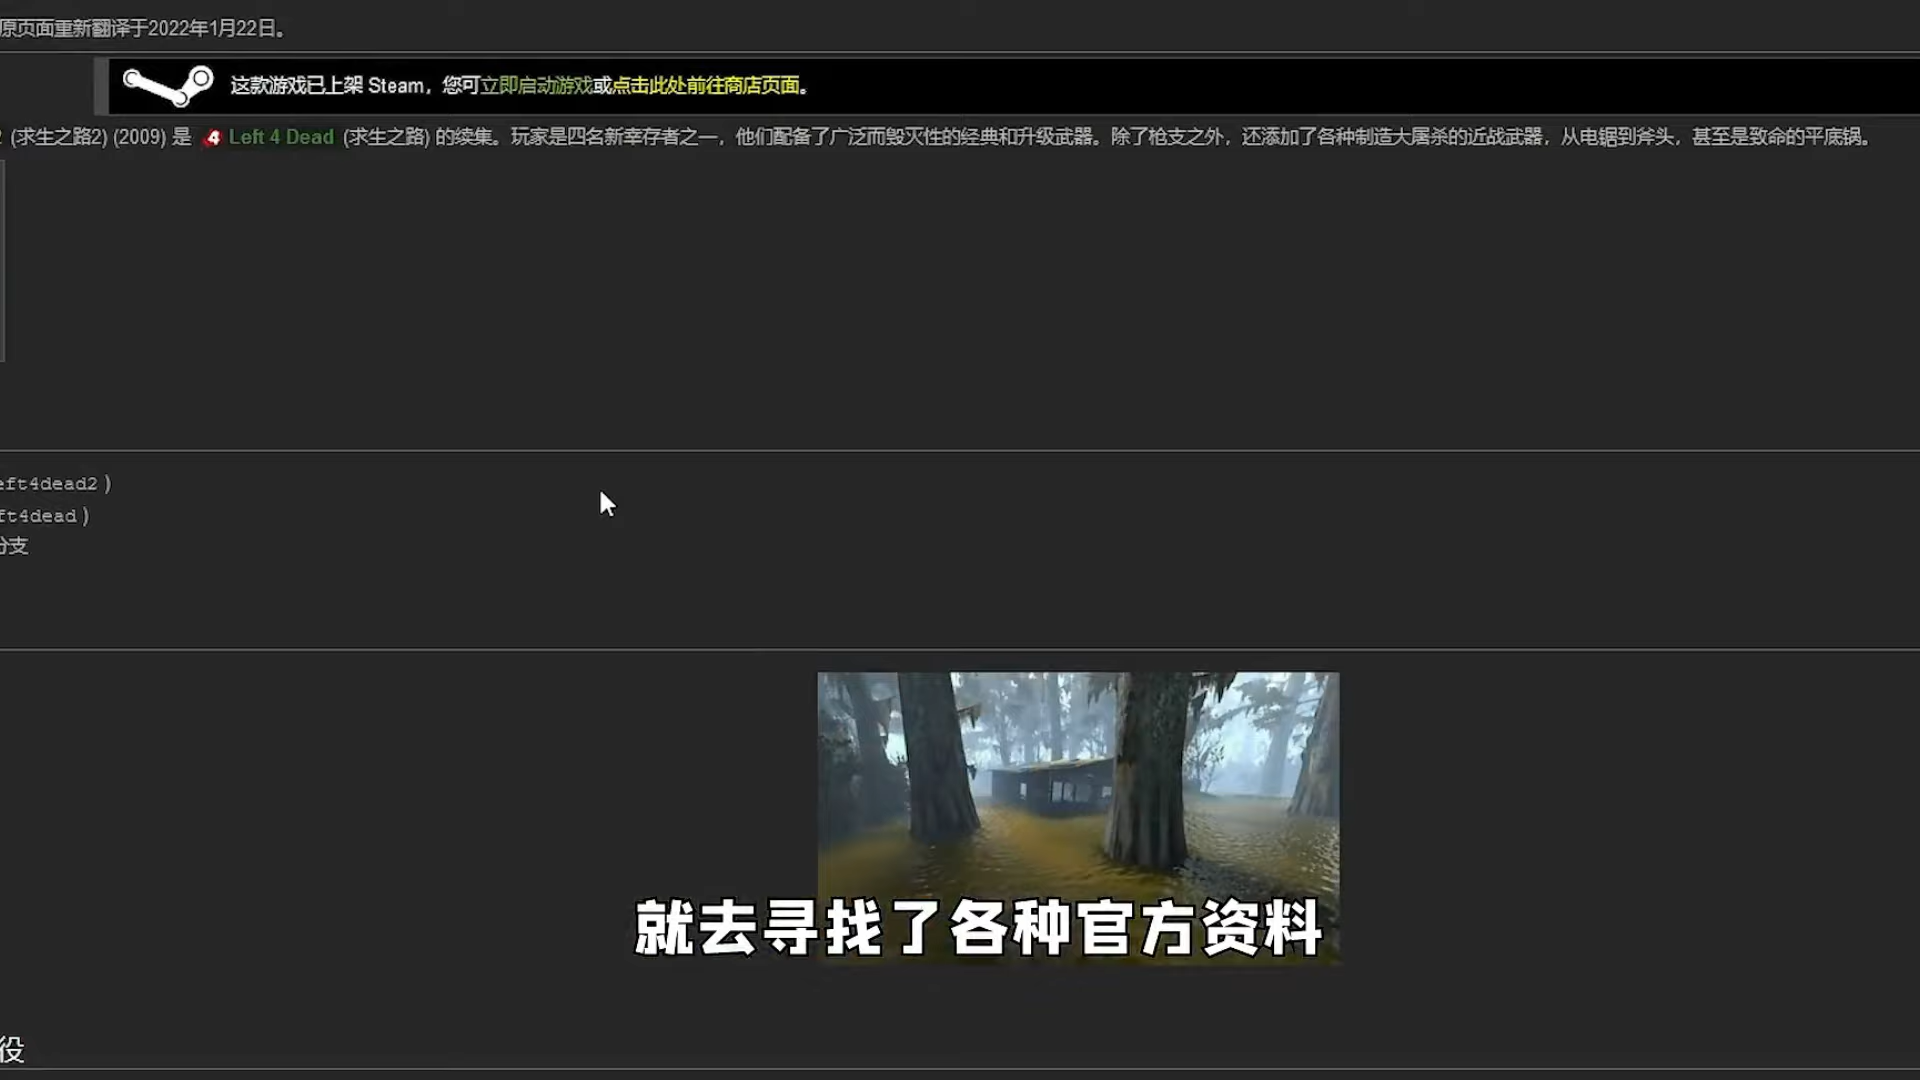 原页面重新翻译于2022年1月22日。
这款游戏已上架 Steam，您可立即启动游戏或点击此处前往商店页面。
2 (求生之路2) (2009) 是 4 Left 4 Dead (求生之路) 的续集。玩家是四名新幸存者之一，他们配备了广泛而毁灭性的经典和升级武器。除了枪支之外，还添加了各种制造大屠杀的近战武器，从电锯到斧头，甚至是致命的平底锅。
eft4dead2 )
ft4dead )
分支
就去寻找了各种官方资料
役